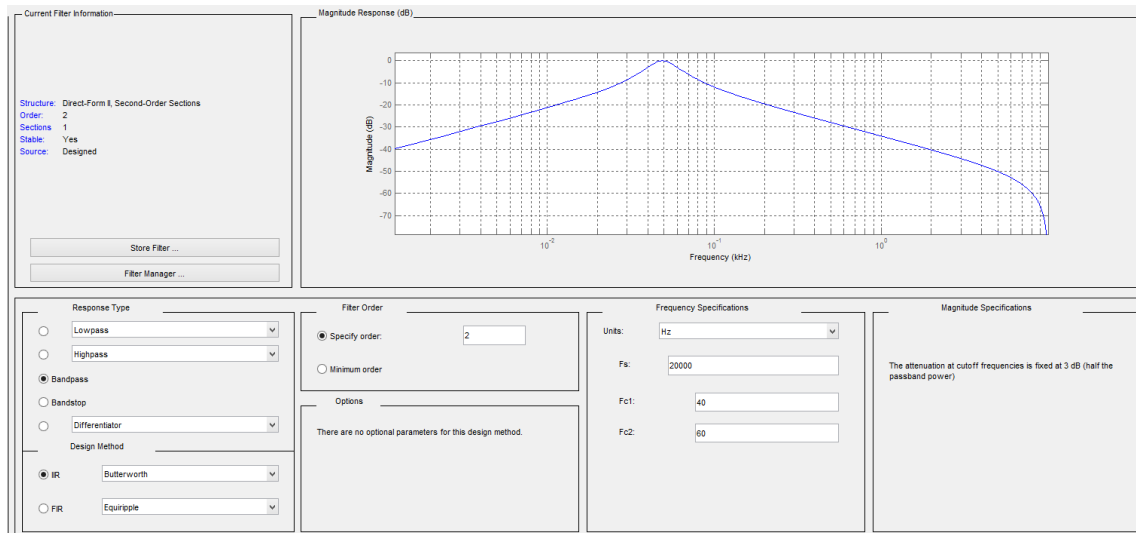 Current Filter Information
Structure: Direct-Form II, Second-Order Sections
Order: 2
Sections 1
Stable: Yes
Source: Designed
Store Filter ...
Filter Manager ...
Magnitude Response (dB)
0
-10
-20
-30
-40
-50
-60
-70
Magnitude (dB)
10^-2
10^-1
10^0
Frequency (kHz)
Response Type
Lowpass
Highpass
Bandpass
Bandstop
Differentiator
Design Method
IIR Butterworth
FIR Equiripple
Filter Order
Specify order: 2
Minimum order
Options
There are no optional parameters for this design method.
Frequency Specifications
Units: Hz
Fs: 20000
Fc1: 40
Fc2: 60
Magnitude Specifications
The attenuation at cutoff frequencies is fixed at 3 dB (half the
passband power)